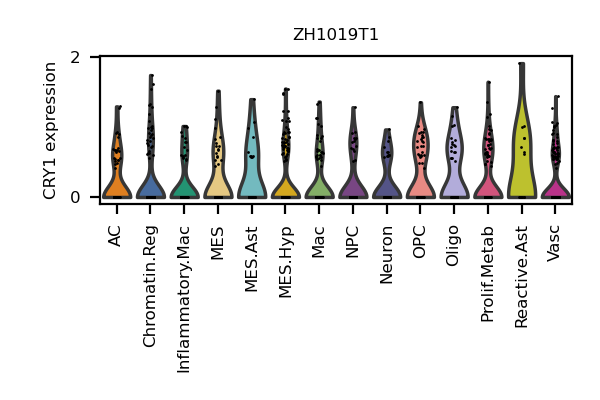 ZH1019T1
CRY1 expression
2
0
AC
Chromatin.Reg
Inflammatory.Mac
MES
MES.Ast
MES.Hyp
Mac
NPC
Neuron
OPC
Oligo
Prolif.Metab
Reactive.Ast
Vasc